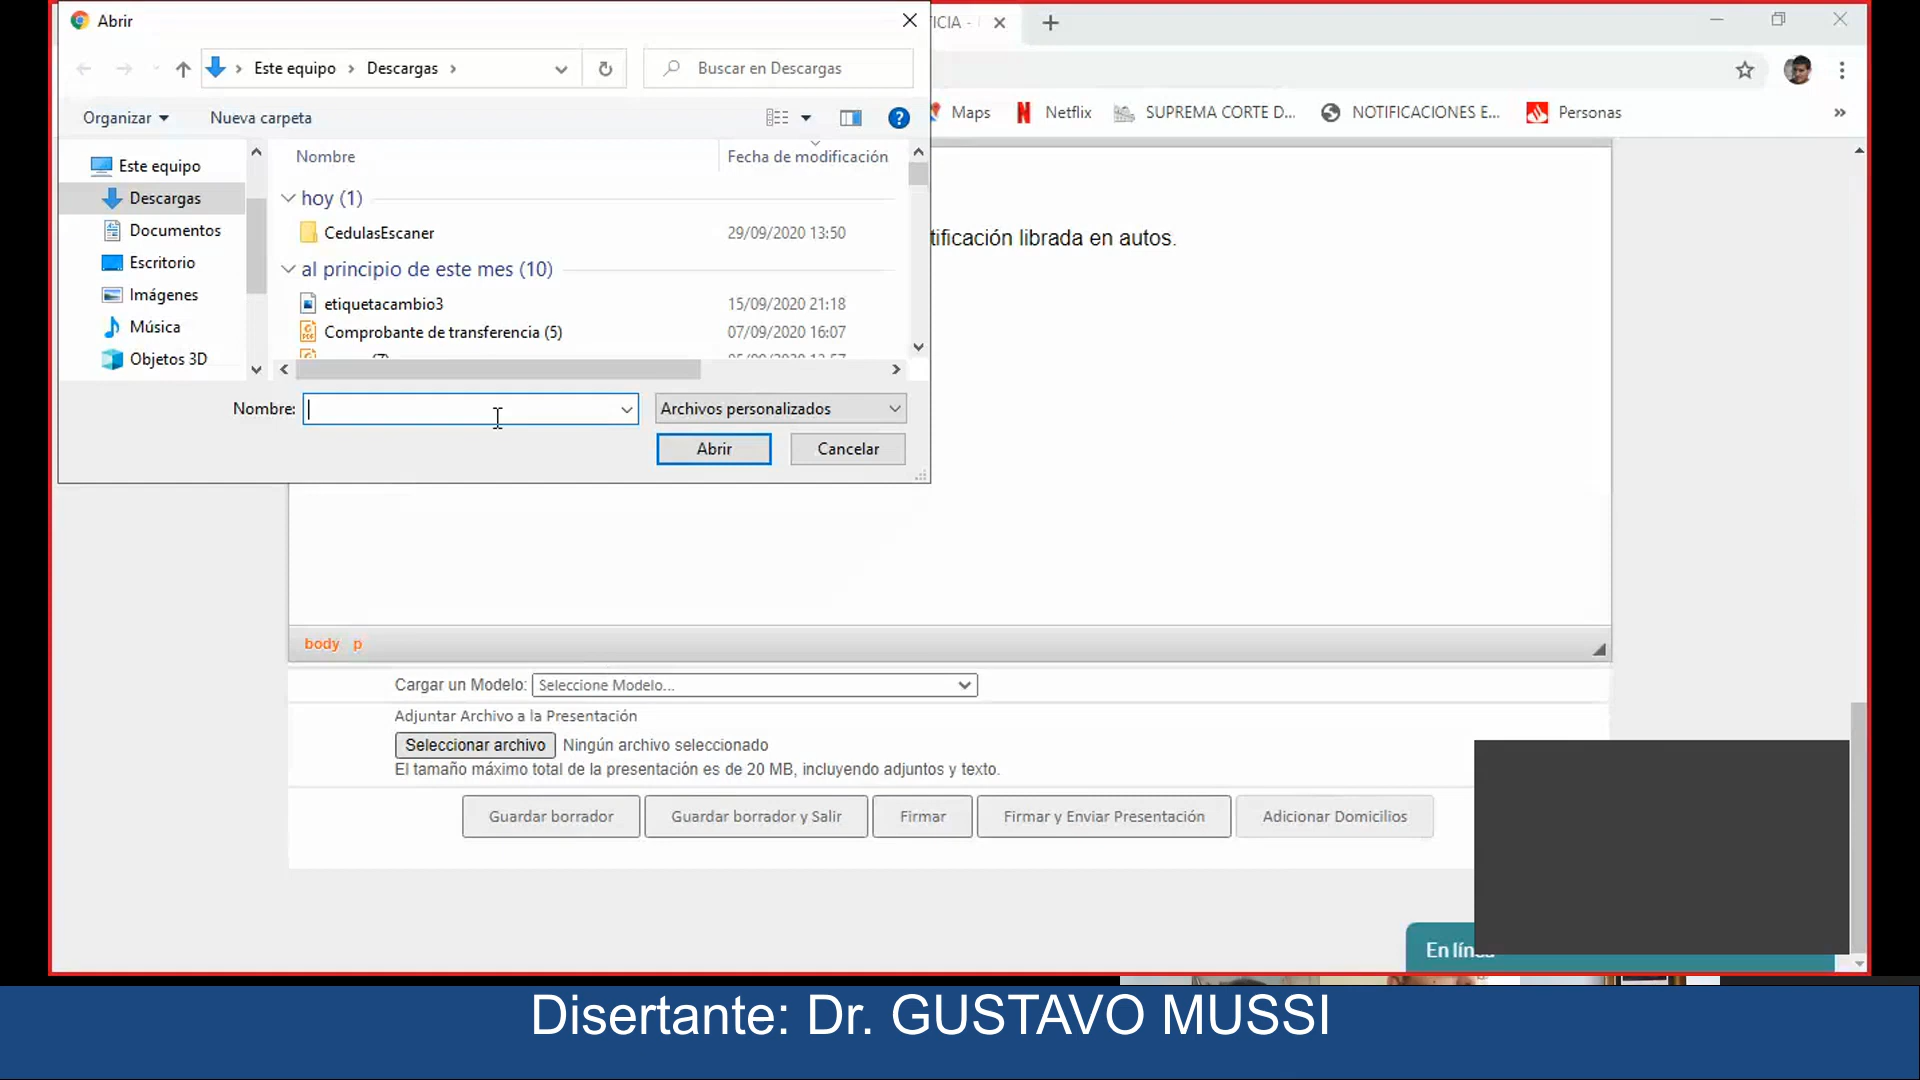 Abrir
Este equipo > Descargas >
Buscar en Descargas
Organizar
Nueva carpeta
Este equipo
Descargas
Documentos
Escritorio
Imágenes
Música
Objetos 3D
Nombre
Fecha de modificación
hoy (1)
CedulasEscaner
29/09/2020 13:50
al principio de este mes (10)
etiquetacambio3
15/09/2020 21:18
Comprobante de transferencia (5)
07/09/2020 16:07
Nombre:
Archivos personalizados
Abrir
Cancelar
ICIA -
Maps
Netflix
SUPREMA CORTE D...
NOTIFICACIONES E...
Personas
»
tificación librada en autos.
body p
Cargar un Modelo: Seleccione Modelo...
Adjuntar Archivo a la Presentación
Seleccionar archivo Ningún archivo seleccionado
El tamaño máximo total de la presentación es de 20 MB, incluyendo adjuntos y texto.
Guardar borrador
Guardar borrador y Salir
Firmar
Firmar y Enviar Presentación
Adicionar Domicilios
En línea
Disertante: Dr. GUSTAVO MUSSI